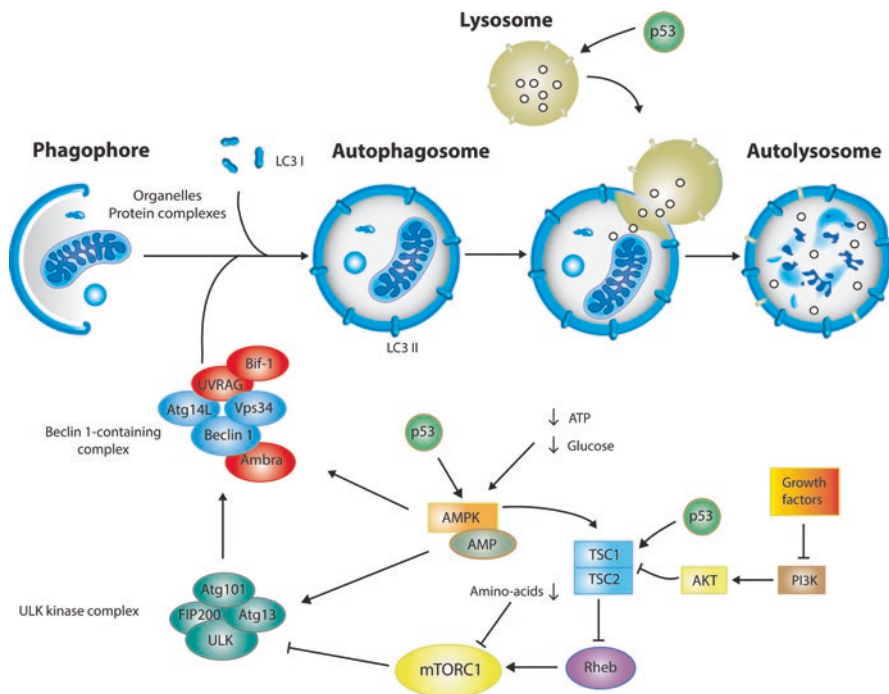 Lysosome
p53
Phagophore
LC3 I
Autophagosome
Autolysosome
Organelles
Protein complexes
LC3 II
Bif-1
UVRAG
Atg14L
Vps34
Beclin 1
Ambra
Beclin 1-containing
complex
p53
↓ ATP
↓ Glucose
AMPK
AMP
Growth
factors
p53
TSC1
TSC2
AKT
PI3K
Amino-acids ↓
Atg101
FIP200
Atg13
ULK
ULK kinase complex
mTORC1
Rheb